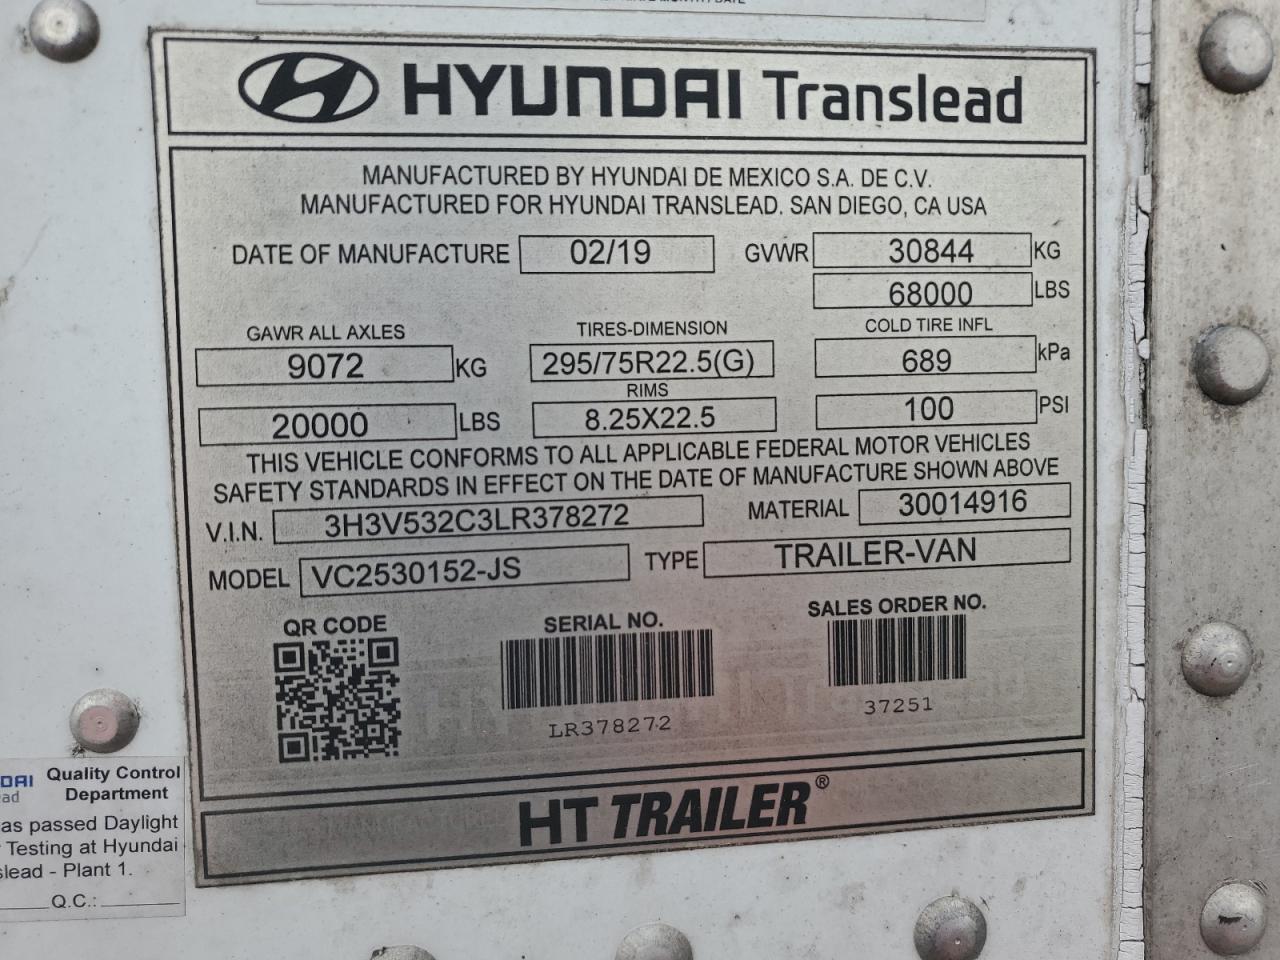 HYUNDAI Translead
MANUFACTURED BY HYUNDAI DE MEXICO S.A. DE C.V.
MANUFACTURED FOR HYUNDAI TRANSLEAD. SAN DIEGO, CA USA
DATE OF MANUFACTURE 02/19 GVWR 30844 KG
68000 LBS
GAWR ALL AXLES TIRES-DIMENSION COLD TIRE INFL
9072 KG 295/75R22.5(G) 689 kPa
RIMS
20000 LBS 8.25X22.5 100 PSI
THIS VEHICLE CONFORMS TO ALL APPLICABLE FEDERAL MOTOR VEHICLES
SAFETY STANDARDS IN EFFECT ON THE DATE OF MANUFACTURE SHOWN ABOVE
V.I.N. 3H3V532C3LR378272 MATERIAL 30014916
MODEL VC2530152-JS TYPE TRAILER-VAN
QR CODE SERIAL NO. SALES ORDER NO.
LR378272 37251
HT TRAILER®
Quality Control
Department
as passed Daylight
Testing at Hyundai
slead - Plant 1.
Q.C.: